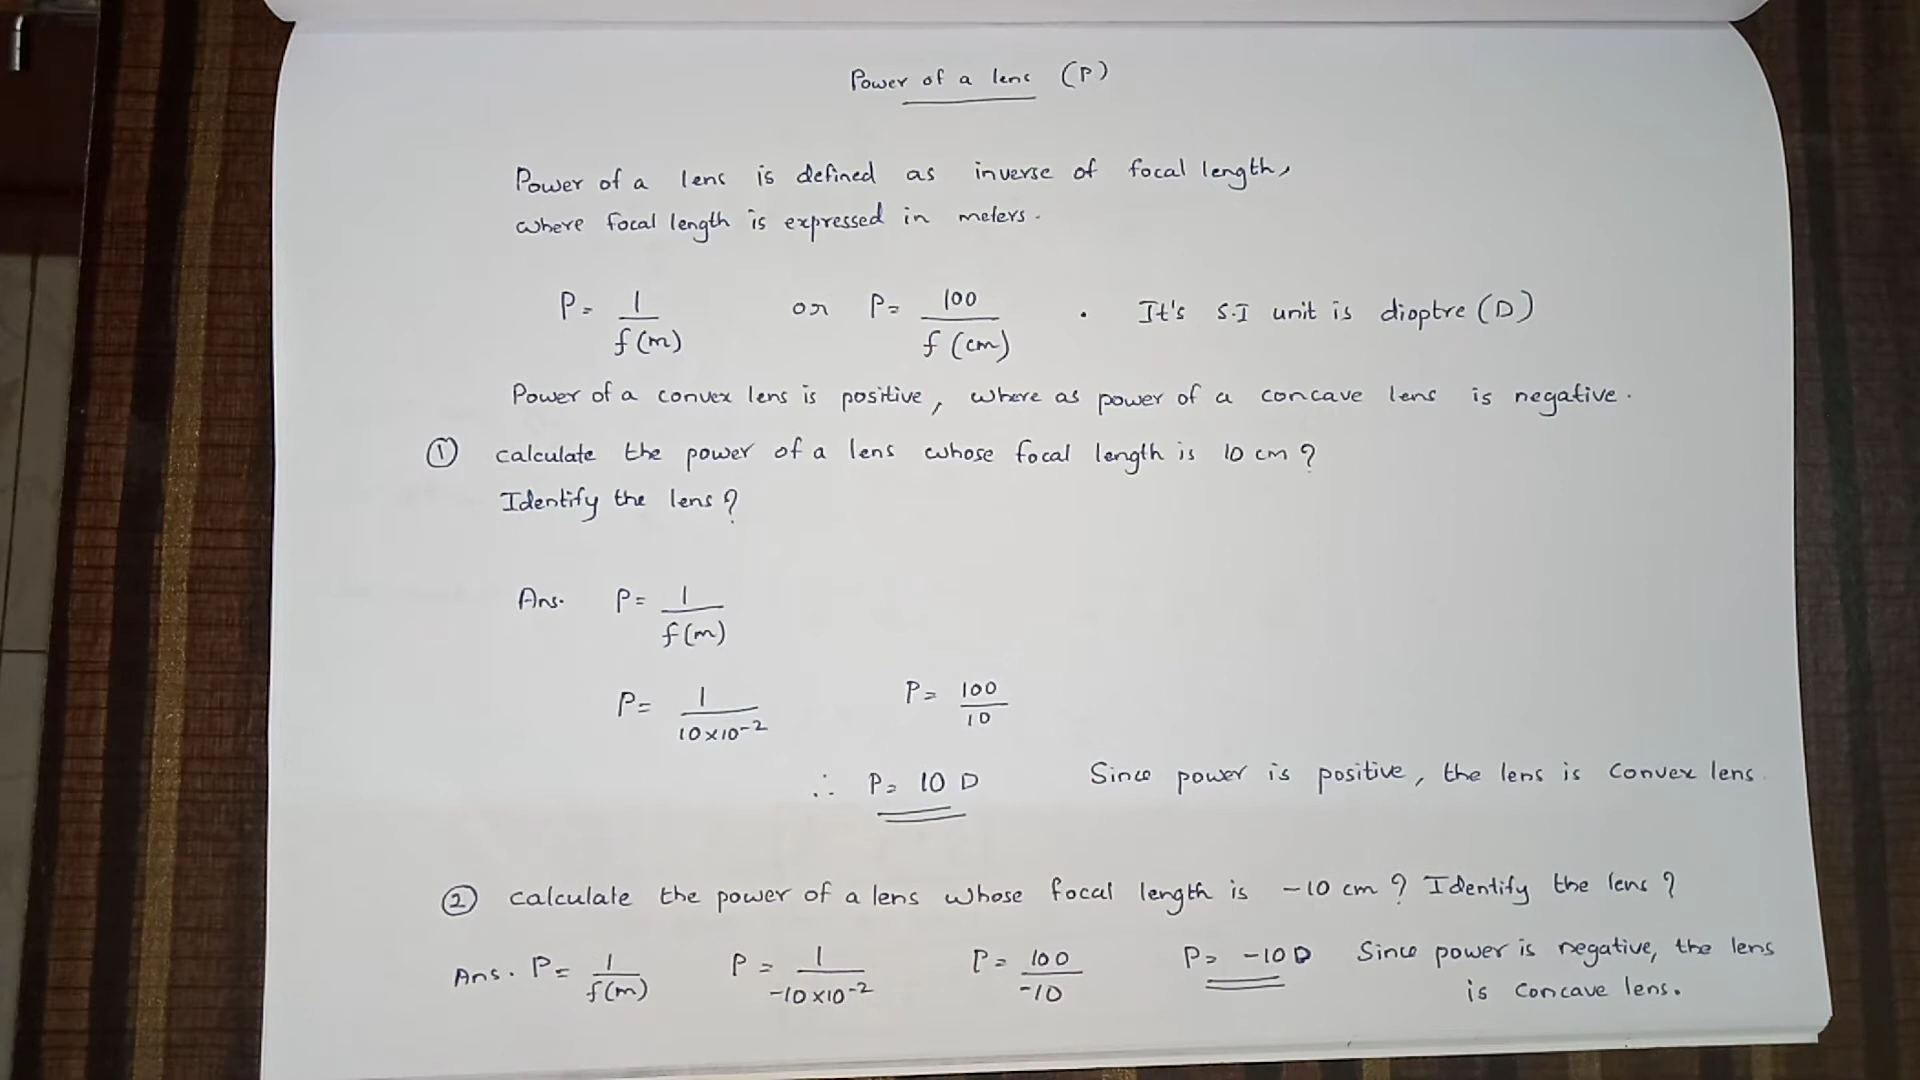 Power of a lens (P)
Power of a lens is defined as inverse of focal length,
where focal length is expressed in meters.
P = 1/f(m) or P = 100/f(cm) . It's S.I unit is dioptre (D)
Power of a convex lens is positive, where as power of a concave lens is negative.
① calculate the power of a lens whose focal length is 10 cm?
Identify the lens?
Ans. P = 1/f(m)
P = 1/10×10⁻² P = 100/10
∴ P = 10 D Since power is positive, the lens is convex lens
② calculate the power of a lens whose focal length is -10 cm? Identify the lens?
Ans. P = 1/f(m) P = 1/-10×10⁻² P = 100/-10 P = -10D Since power is negative, the lens
is concave lens.